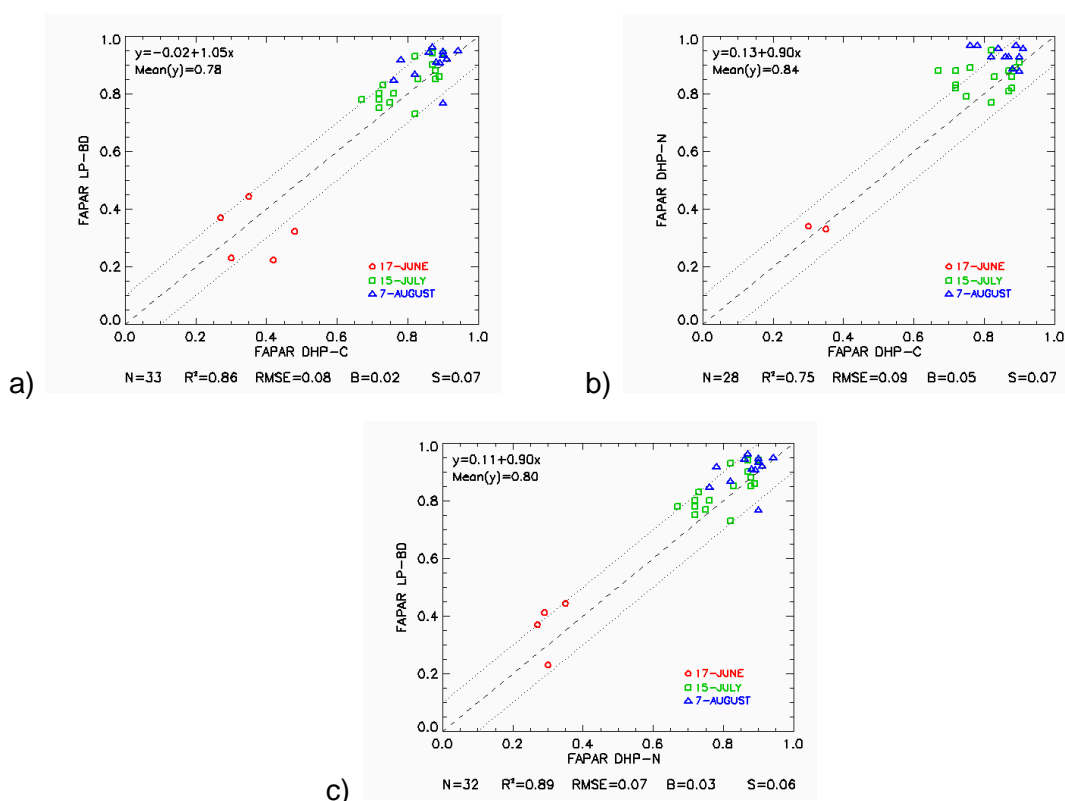 y=−0.02+1.05x
Mean(y)=0.78
1.0
0.8
0.6
0.4
0.2
0.0
FAPAR LP−BD
17−JUNE
15−JULY
7−AUGUST
0.0 0.2 0.4 0.6 0.8 1.0
FAPAR DHP−C
N=33 R²=0.86 RMSE=0.08 B=0.02 S=0.07
a)
y=0.13+0.90x
Mean(y)=0.84
1.0
0.8
0.6
0.4
0.2
0.0
FAPAR DHP−N
17−JUNE
15−JULY
7−AUGUST
0.0 0.2 0.4 0.6 0.8 1.0
FAPAR DHP−C
N=28 R²=0.75 RMSE=0.09 B=0.05 S=0.07
b)
y=0.11+0.90x
Mean(y)=0.80
1.0
0.8
0.6
0.4
0.2
0.0
FAPAR LP−BD
17−JUNE
15−JULY
7−AUGUST
0.0 0.2 0.4 0.6 0.8 1.0
FAPAR DHP−N
N=32 R²=0.89 RMSE=0.07 B=0.03 S=0.06
c)